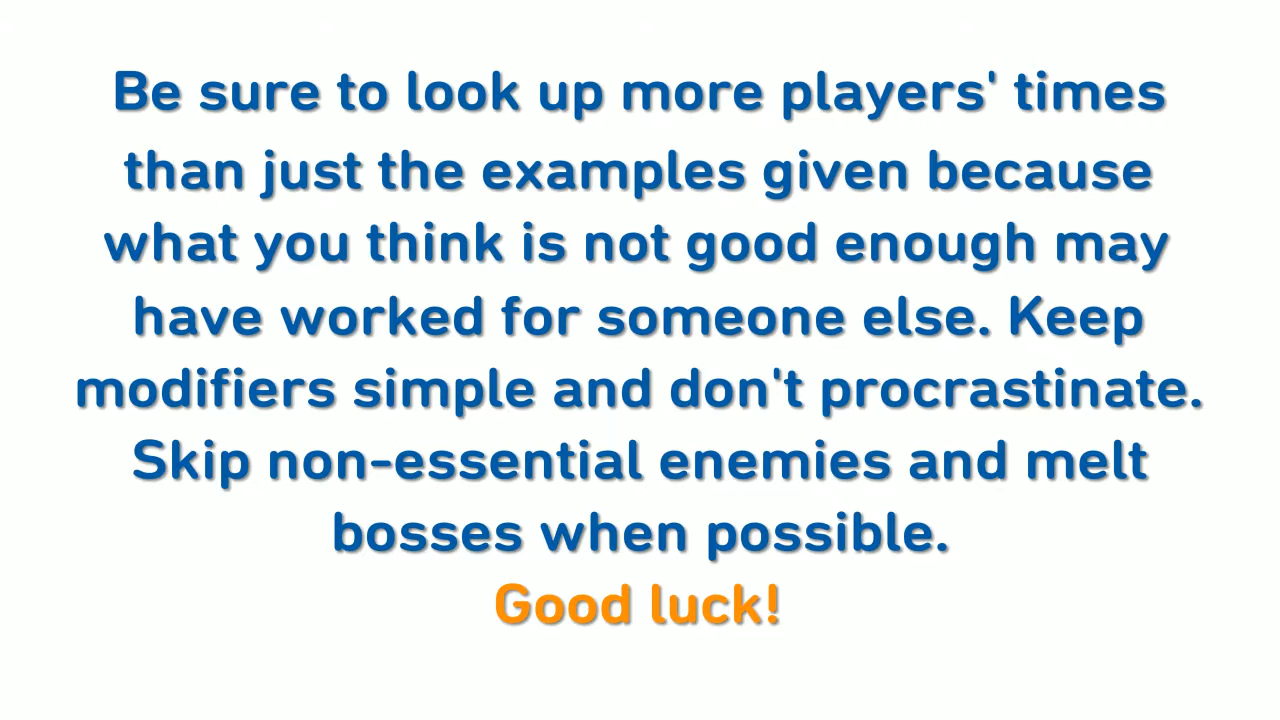 Be sure to look up more players' times
than just the examples given because
what you think is not good enough may
have worked for someone else. Keep
modifiers simple and don't procrastinate.
Skip non-essential enemies and melt
bosses when possible.
Good luck!